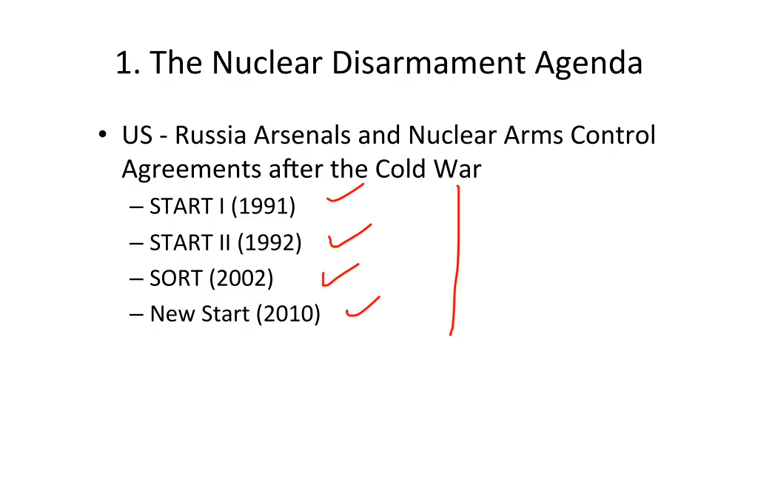 1. The Nuclear Disarmament Agenda
• US - Russia Arsenals and Nuclear Arms Control
Agreements after the Cold War
– START I (1991)
– START II (1992)
– SORT (2002)
– New Start (2010)